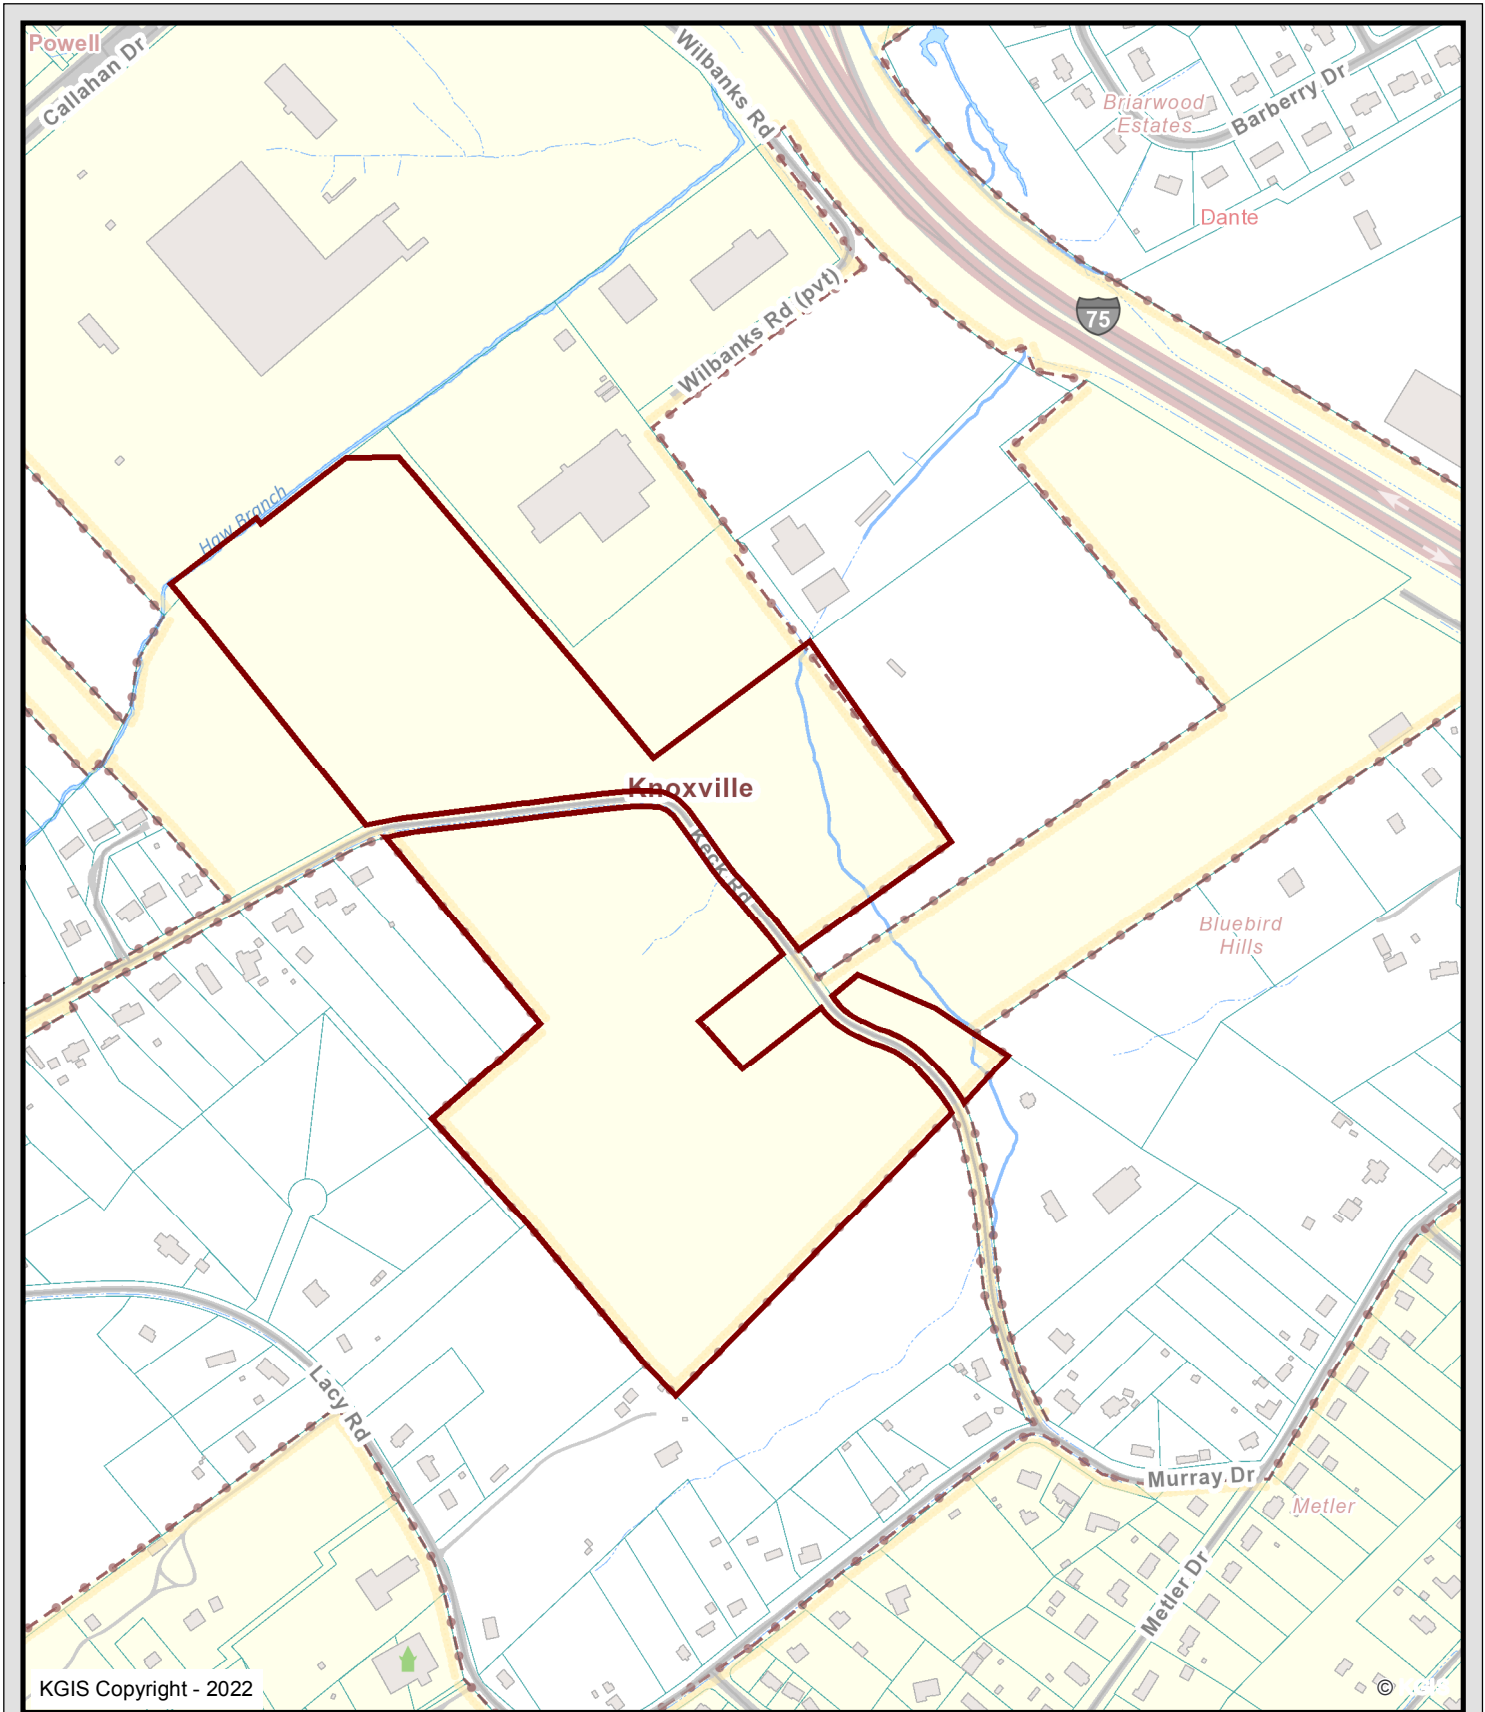 Powell
Callahan Dr
Wilbanks Rd
Briarwood
Estates
Barberry Dr
Dante
Wilbanks Rd (pvt)
75
Haw Branch
Knoxville
Keck Rd
Bluebird
Hills
Lacy Rd
Murray Dr
Metler
Metler Dr
KGIS Copyright - 2022
©